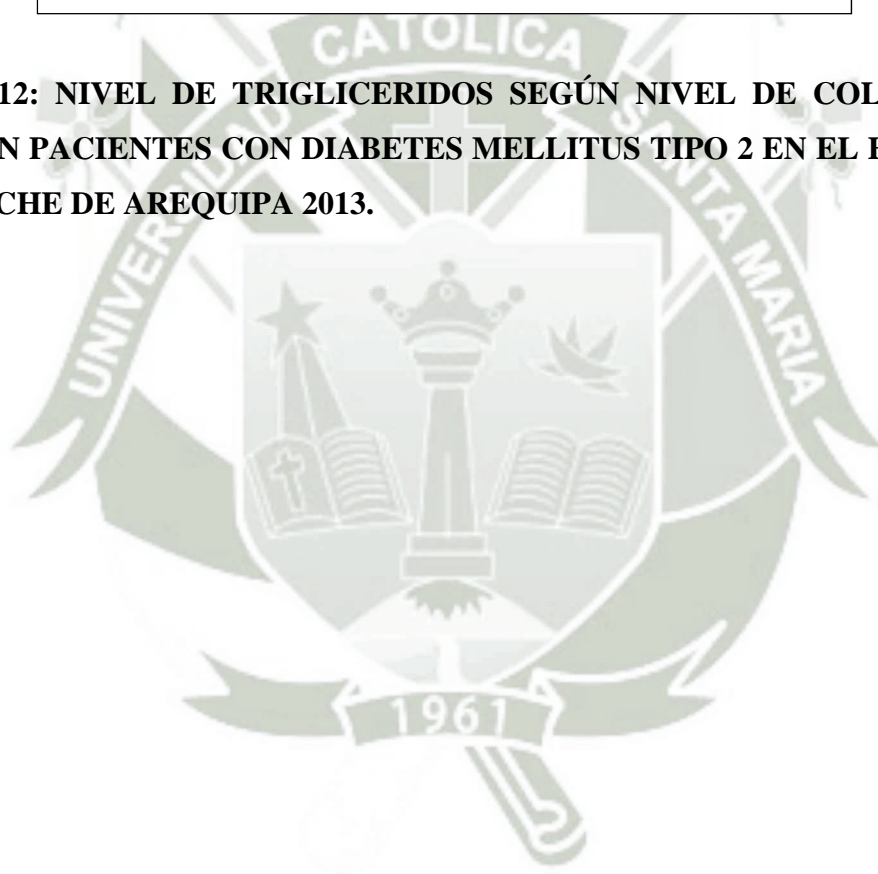 12: NIVEL DE TRIGLICERIDOS SEGÚN NIVEL DE COL
N PACIENTES CON DIABETES MELLITUS TIPO 2 EN EL
CHE DE AREQUIPA 2013.
UNIVERSIDAD CATOLICA SANTA MARIA
1961